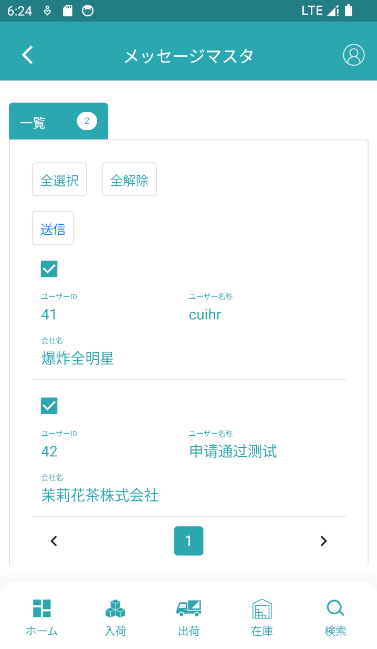 6:24 LTE
メッセージマスタ
一覧 2
全選択 全解除
送信
ユーザーID ユーザー名称
41 cuihr
会社名
爆炸全明星
ユーザーID ユーザー名称
42 申请通过测试
会社名
茉莉花茶株式会社
1
ホーム 入荷 出荷 在庫 検索